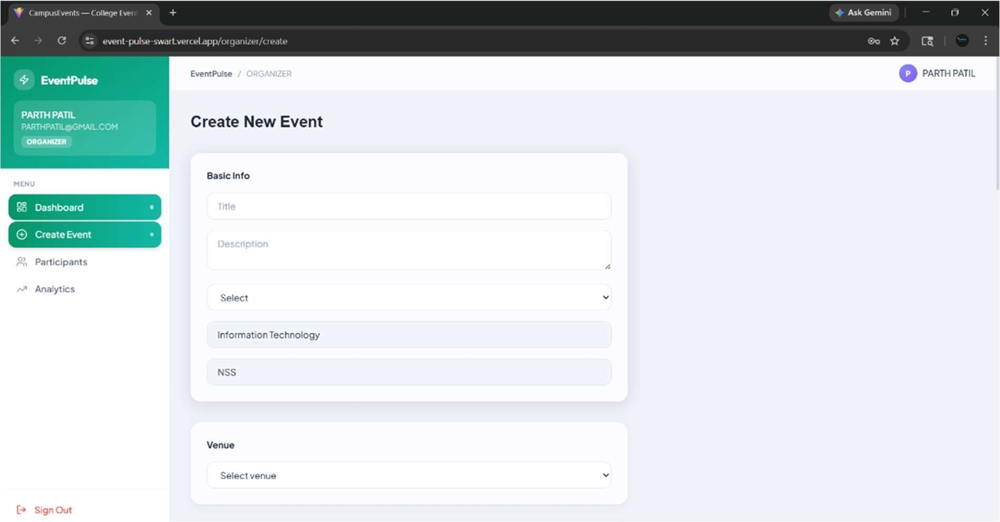 CampusEvents — College Event
Ask Gemini
event-pulse-swart.vercel.app/organizer/create
EventPulse
PARTH PATIL
PARTHPATIL@GMAIL.COM
ORGANIZER
MENU
Dashboard
Create Event
Participants
Analytics
Sign Out
EventPulse / ORGANIZER
P PARTH PATIL
Create New Event
Basic Info
Title
Description
Select
Information Technology
NSS
Venue
Select venue